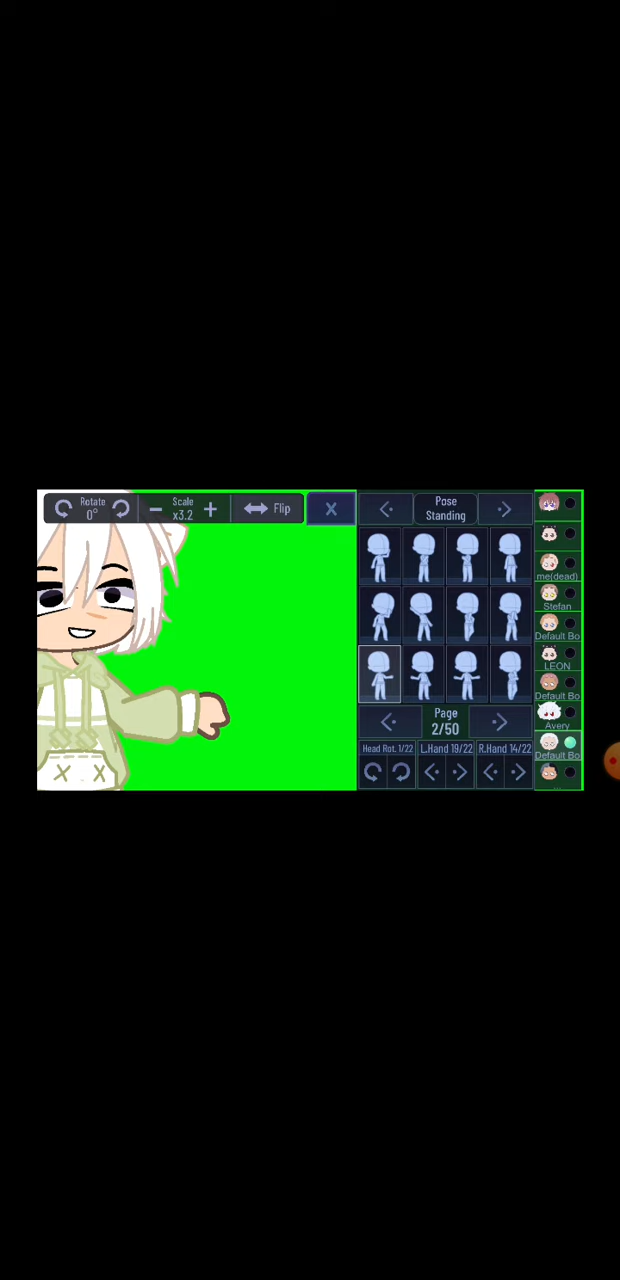 Rotate
0°
Scale
x3.2
Flip
X
Pose
Standing
me(dead)
Stefan
Default Bo
LEON
Default Bo
Avery
Default Bo
...
Page
2/50
Head Rot. 1/22
L.Hand 19/22
R.Hand 14/22